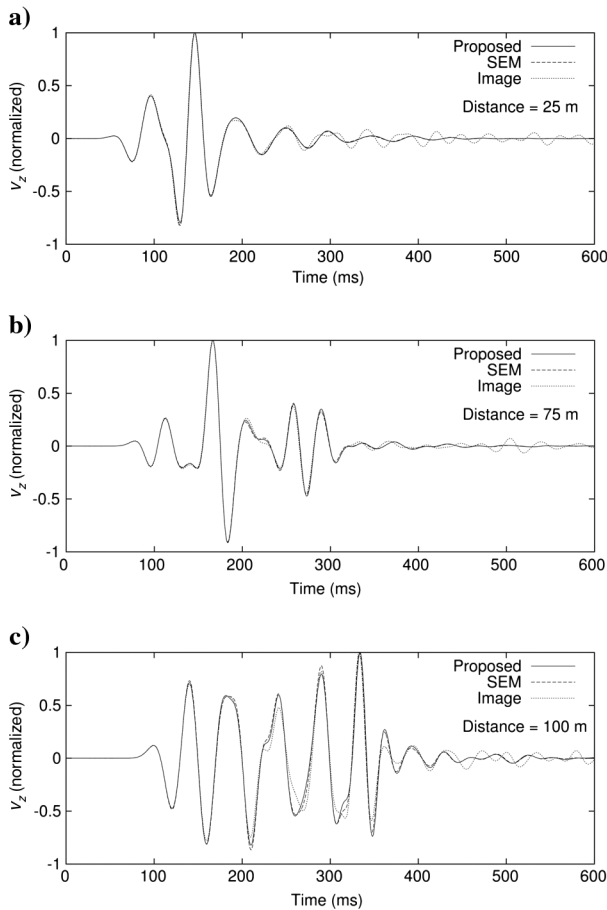 a)
1
0.5
0
-0.5
-1
v_z (normalized)
Proposed
SEM
Image
Distance = 25 m
0 100 200 300 400 500 600
Time (ms)
b)
1
0.5
0
-0.5
-1
v_z (normalized)
Proposed
SEM
Image
Distance = 75 m
0 100 200 300 400 500 600
Time (ms)
c)
1
0.5
0
-0.5
-1
v_z (normalized)
Proposed
SEM
Image
Distance = 100 m
0 100 200 300 400 500 600
Time (ms)